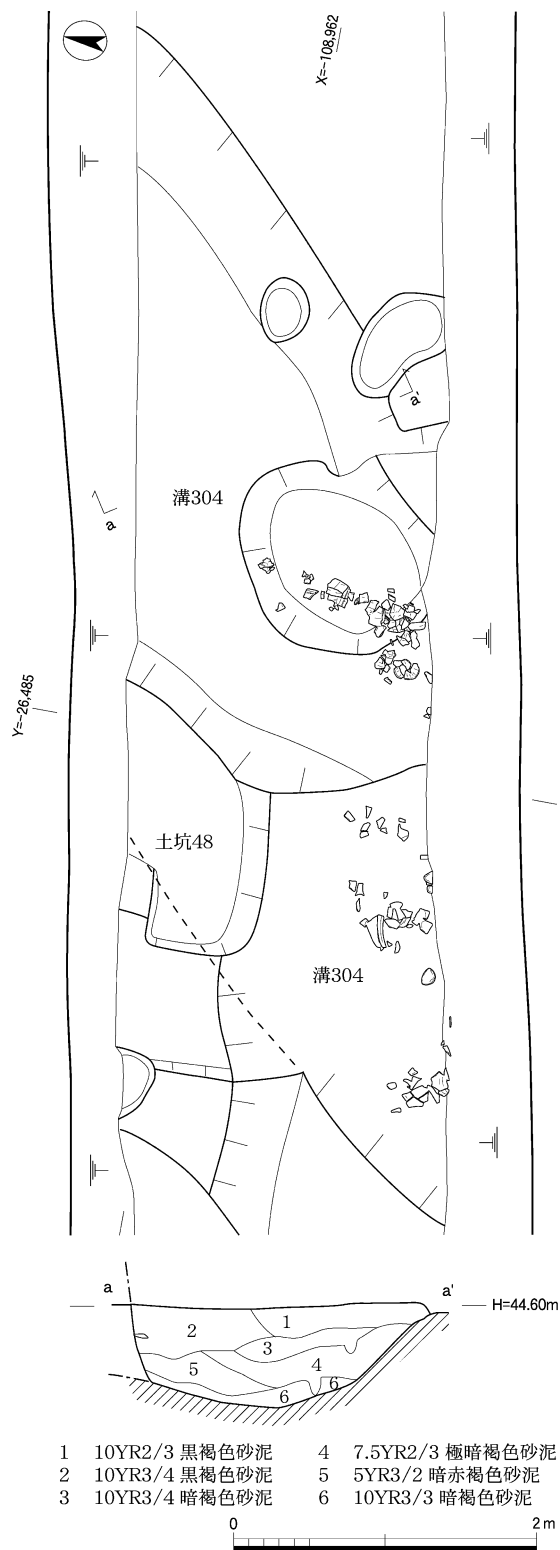 X=-108,962
a'
溝304
a
Y=-26,485
土坑48
溝304
a
a'
H=44.60m
1
2
3
4
5
6
6
1 10YR2/3 黒褐色砂泥
2 10YR3/4 黒褐色砂泥
3 10YR3/4 暗褐色砂泥
4 7.5YR2/3 極暗褐色砂泥
5 5YR3/2 暗赤褐色砂泥
6 10YR3/3 暗褐色砂泥
0 2m